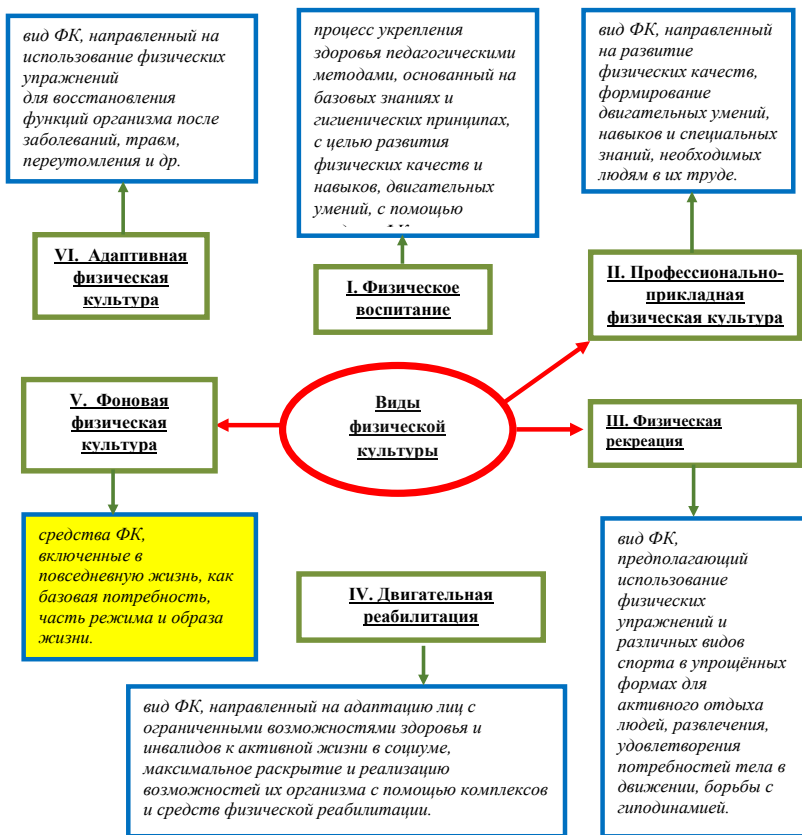 вид ФК, направленный на
использование физических
упражнений
для восстановления
функций организма после
заболеваний, травм,
переутомления и др.
процесс укрепления
здоровья педагогическими
методами, основанный на
базовых знаниях и
гигиенических принципах,
с целью развития
физических качеств и
навыков, двигательных
умений, с помощью
вид ФК, направленный
на развитие
физических качеств,
формирование
двигательных умений,
навыков и специальных
знаний, необходимых
людям в их труде.
VI. Адаптивная
физическая
культура
I. Физическое
воспитание
II. Профессионально-
прикладная
физическая культура
V. Фоновая
физическая
культура
Виды
физической
культуры
III. Физическая
рекреация
средства ФК,
включенные в
повседневную жизнь, как
базовая потребность,
часть режима и образа
жизни.
IV. Двигательная
реабилитация
вид ФК,
предполагающий
использование
физических
упражнений и
различных видов
спорта в упрощённых
формах для
активного отдыха
людей, развлечения,
удовлетворения
потребностей тела в
движении, борьбы с
гиподинамией.
вид ФК, направленный на адаптацию лиц с
ограниченными возможностями здоровья и
инвалидов к активной жизни в социуме,
максимальное раскрытие и реализацию
возможностей их организма с помощью комплексов
и средств физической реабилитации.